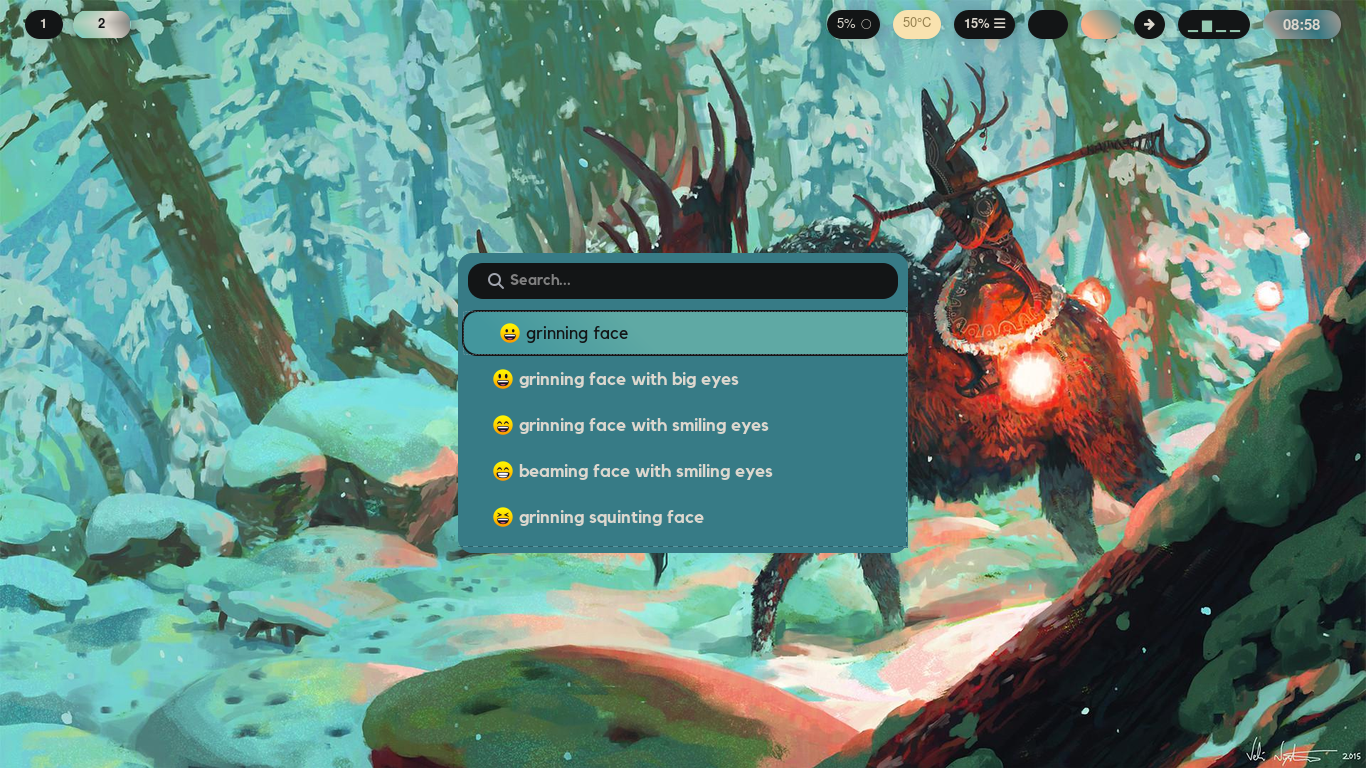 1 2 5% 50°C 15% 08:58
Search...
grinning face
grinning face with big eyes
grinning face with smiling eyes
beaming face with smiling eyes
grinning squinting face
2015